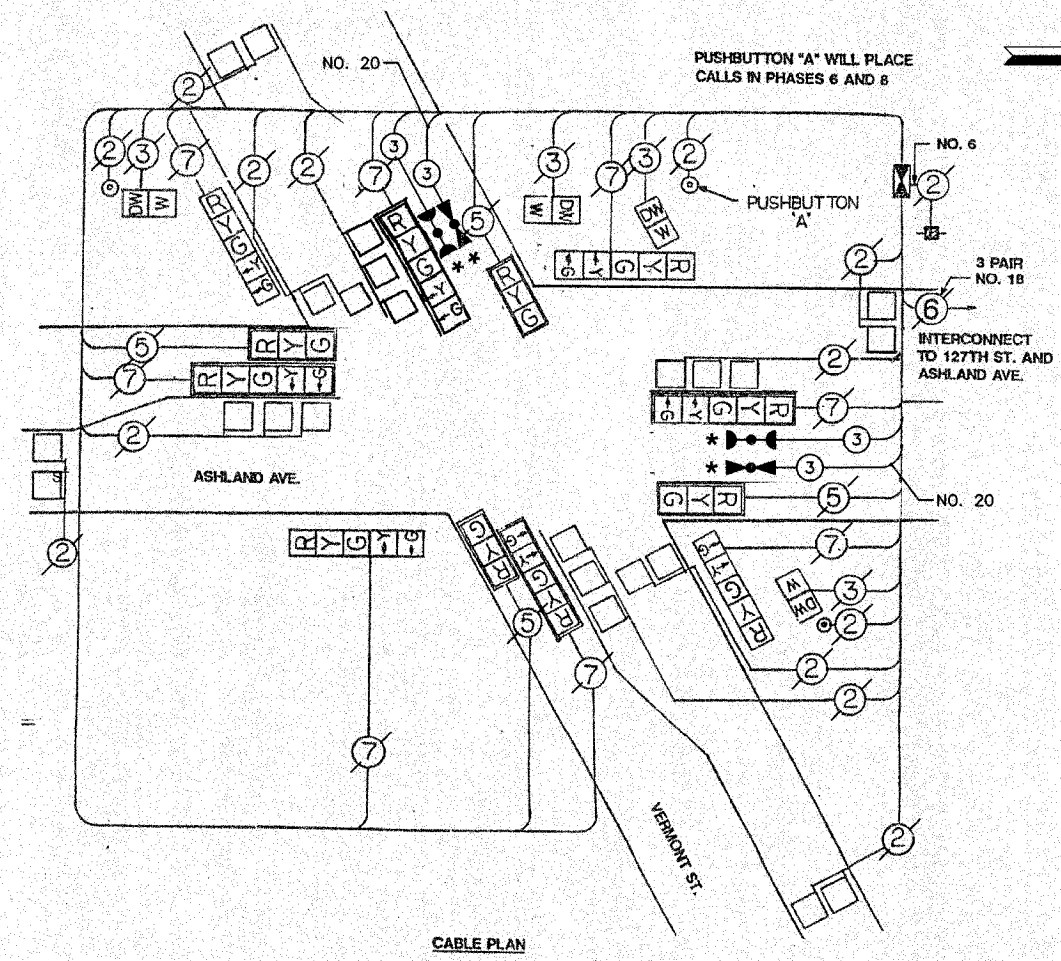 PUSHBUTTON "A" WILL PLACE
CALLS IN PHASES 6 AND 8
NO. 20
2
2
3
7
2
2
7
3
3
5
3
7
3
2
NO. 6
2
DW W
W DW
DW W
PUSHBUTTON
"A"
R Y G ←Y ←G
R Y G ←Y ←G
* *
R Y G
←G ←Y G Y R
2
3 PAIR
NO. 18
6
INTERCONNECT
TO 127TH ST. AND
ASHLAND AVE.
5
R Y G
7
R Y G ←Y ←G
2
2
←G ←Y G Y R
7
* 3
* 3
G Y R
5
NO. 20
ASHLAND AVE.
S
2
R Y G ←Y ←G
G Y R
←G ←Y G Y R
←G ←Y G Y R
7
W DW
3
2
5
7
2
2
7
VERMONT ST.
2
CABLE PLAN